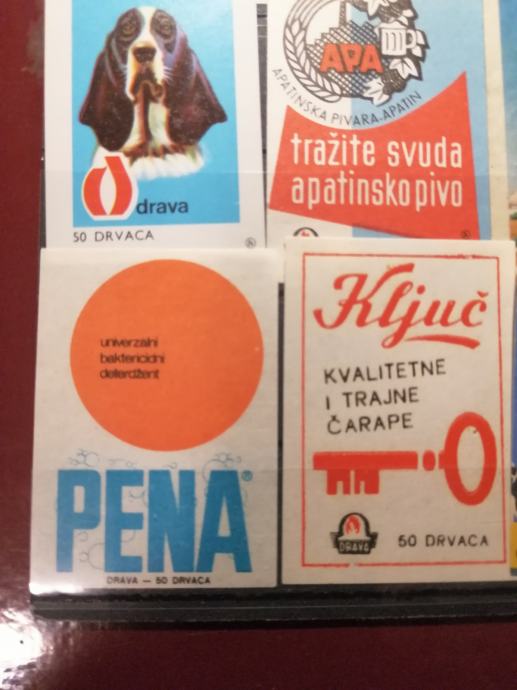 drava
50 DRVACA
APA
APATINSKA PIVARA-APATIN
tražite svuda
apatinsko pivo
univerzalni
baktericidni
deterdžent
PENA®
DRAVA — 50 DRVACA
Ključ
KVALITETNE
I TRAJNE
ČARAPE
DRAVA
50 DRVACA